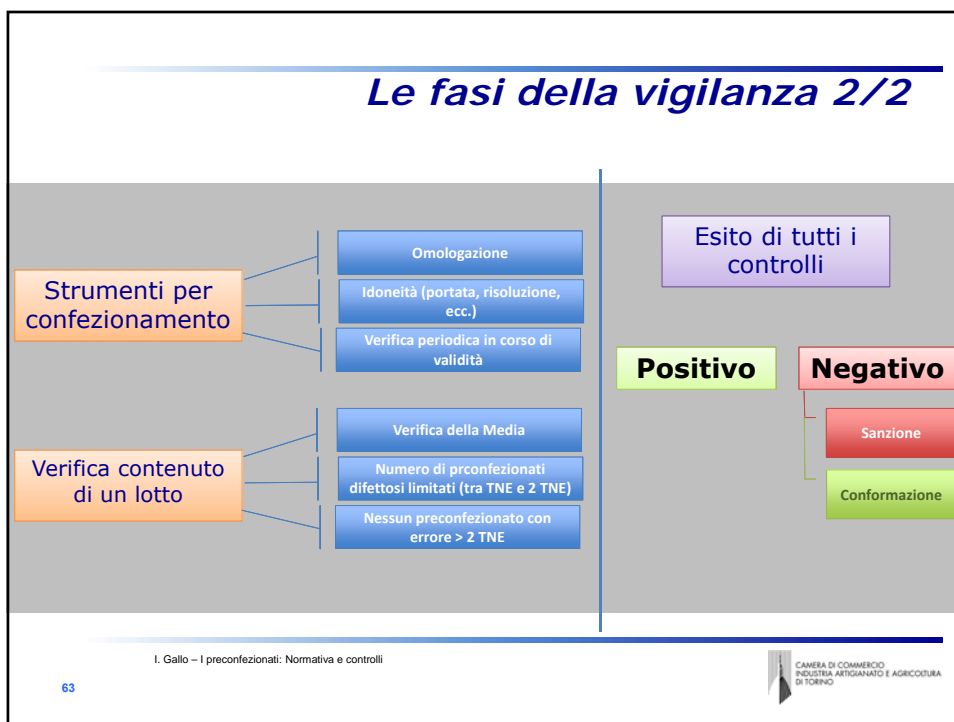 Le fasi della vigilanza 2/2
Strumenti per
confezionamento
Omologazione
Idoneità (portata, risoluzione,
ecc.)
Verifica periodica in corso di
validità
Verifica contenuto
di un lotto
Verifica della Media
Numero di prconfezionati
difettosi limitati (tra TNE e 2 TNE)
Nessun preconfezionato con
errore > 2 TNE
Esito di tutti i
controlli
Positivo
Negativo
Sanzione
Conformazione
I. Gallo – I preconfezionati: Normativa e controlli
63
CAMERA DI COMMERCIO
INDUSTRIA ARTIGIANATO E AGRICOLTURA
DI TORINO